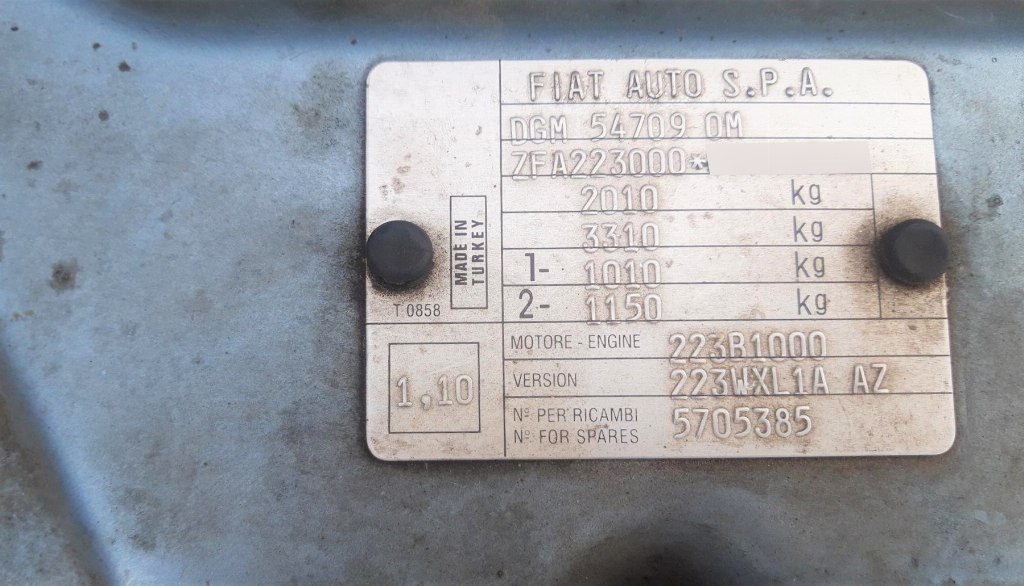 FIAT AUTO S.P.A.
DGM 54709 OM
ZFA223000*
2010 kg
3310 kg
1- 1010 kg
2- 1150 kg
MADE IN
TURKEY
T 0858
MOTORE - ENGINE 223B1000
VERSION 223WXL1A AZ
Nº PER RICAMBI
Nº FOR SPARES 5705385
1,10